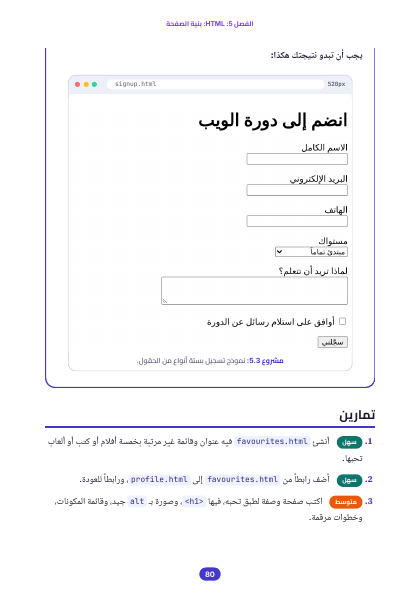 الفصل 5: HTML: بنية الصفحة
يجب أن تبدو نتيجتك هكذا:
signup.html
520px
انضم إلى دورة الويب
الاسم الكامل
البريد الإلكتروني
الهاتف
مستواك
مبتدئ تماماً
لماذا تريد أن تتعلم؟
أوافق على استلام رسائل عن الدورة
سجّلني
مشروع 5.3: نموذج تسجيل بستة أنواع من الحقول.
تمارين
1. سهل أنشئ favourites.html فيه عنوان وقائمة غير مرتبة بخمسة أفلام أو كتب أو ألعاب
تحبها.
2. سهل أضف رابطاً من favourites.html إلى profile.html، ورابطاً للعودة.
3. متوسط اكتب صفحة وصفة لطبق تحبه، فيها <h1>، وصورة بـ alt جيد، وقائمة المكونات،
وخطوات مرقمة.
80